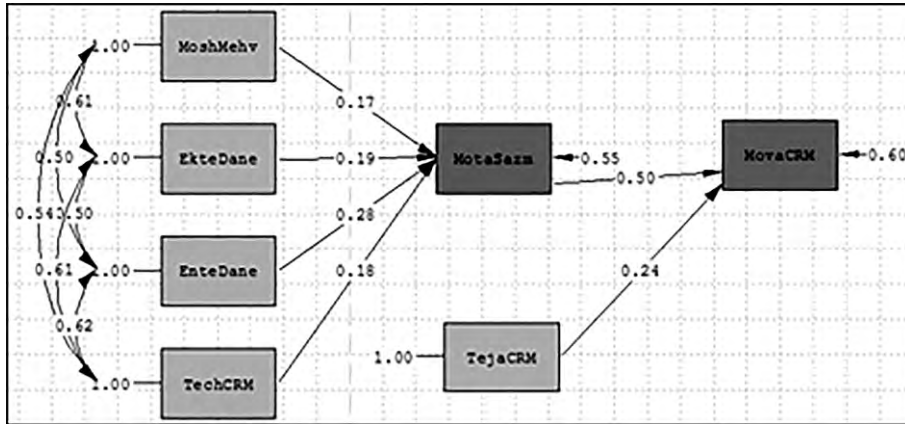 1.00 MoshMehv
0.61 0.17
0.50 1.00 EkteDane 0.19 MotaSazm 0.55 0.50 MovaCRM 0.60
0.54 0.50 0.28
0.61 1.00 EnteDane 0.18 0.24
0.62
1.00 TechCRM 1.00 TejaCRM